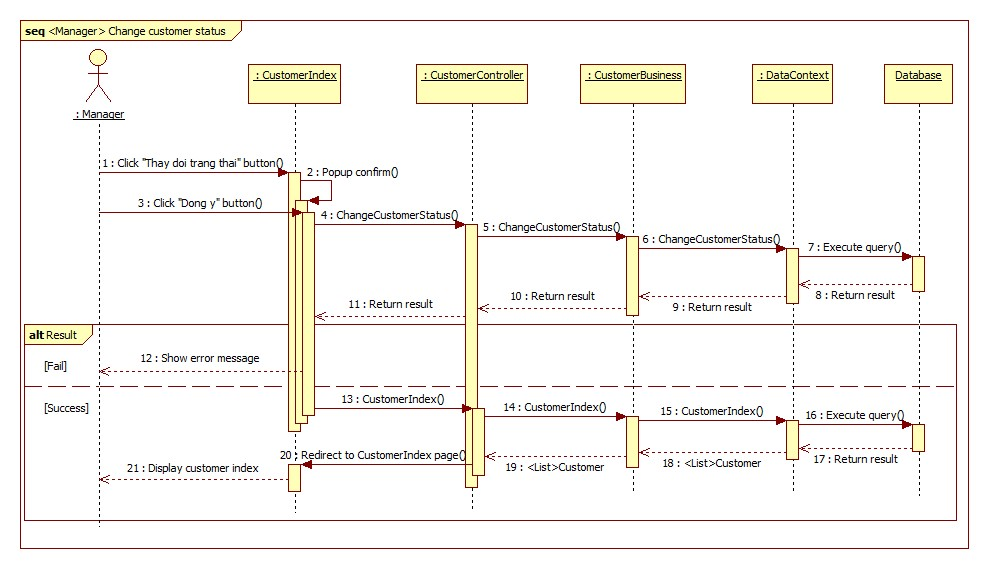 seq <Manager> Change customer status
: Manager
: CustomerIndex
: CustomerController
: CustomerBusiness
: DataContext
Database
1 : Click "Thay doi trang thai" button()
2 : Popup confirm()
3 : Click "Dong y" button()
4 : ChangeCustomerStatus()
5 : ChangeCustomerStatus()
6 : ChangeCustomerStatus()
7 : Execute query()
8 : Return result
9 : Return result
10 : Return result
11 : Return result
alt Result
[Fail]
12 : Show error message
[Success]
13 : CustomerIndex()
14 : CustomerIndex()
15 : CustomerIndex()
16 : Execute query()
17 : Return result
18 : <List>Customer
19 : <List>Customer
20 : Redirect to CustomerIndex page()
21 : Display customer index